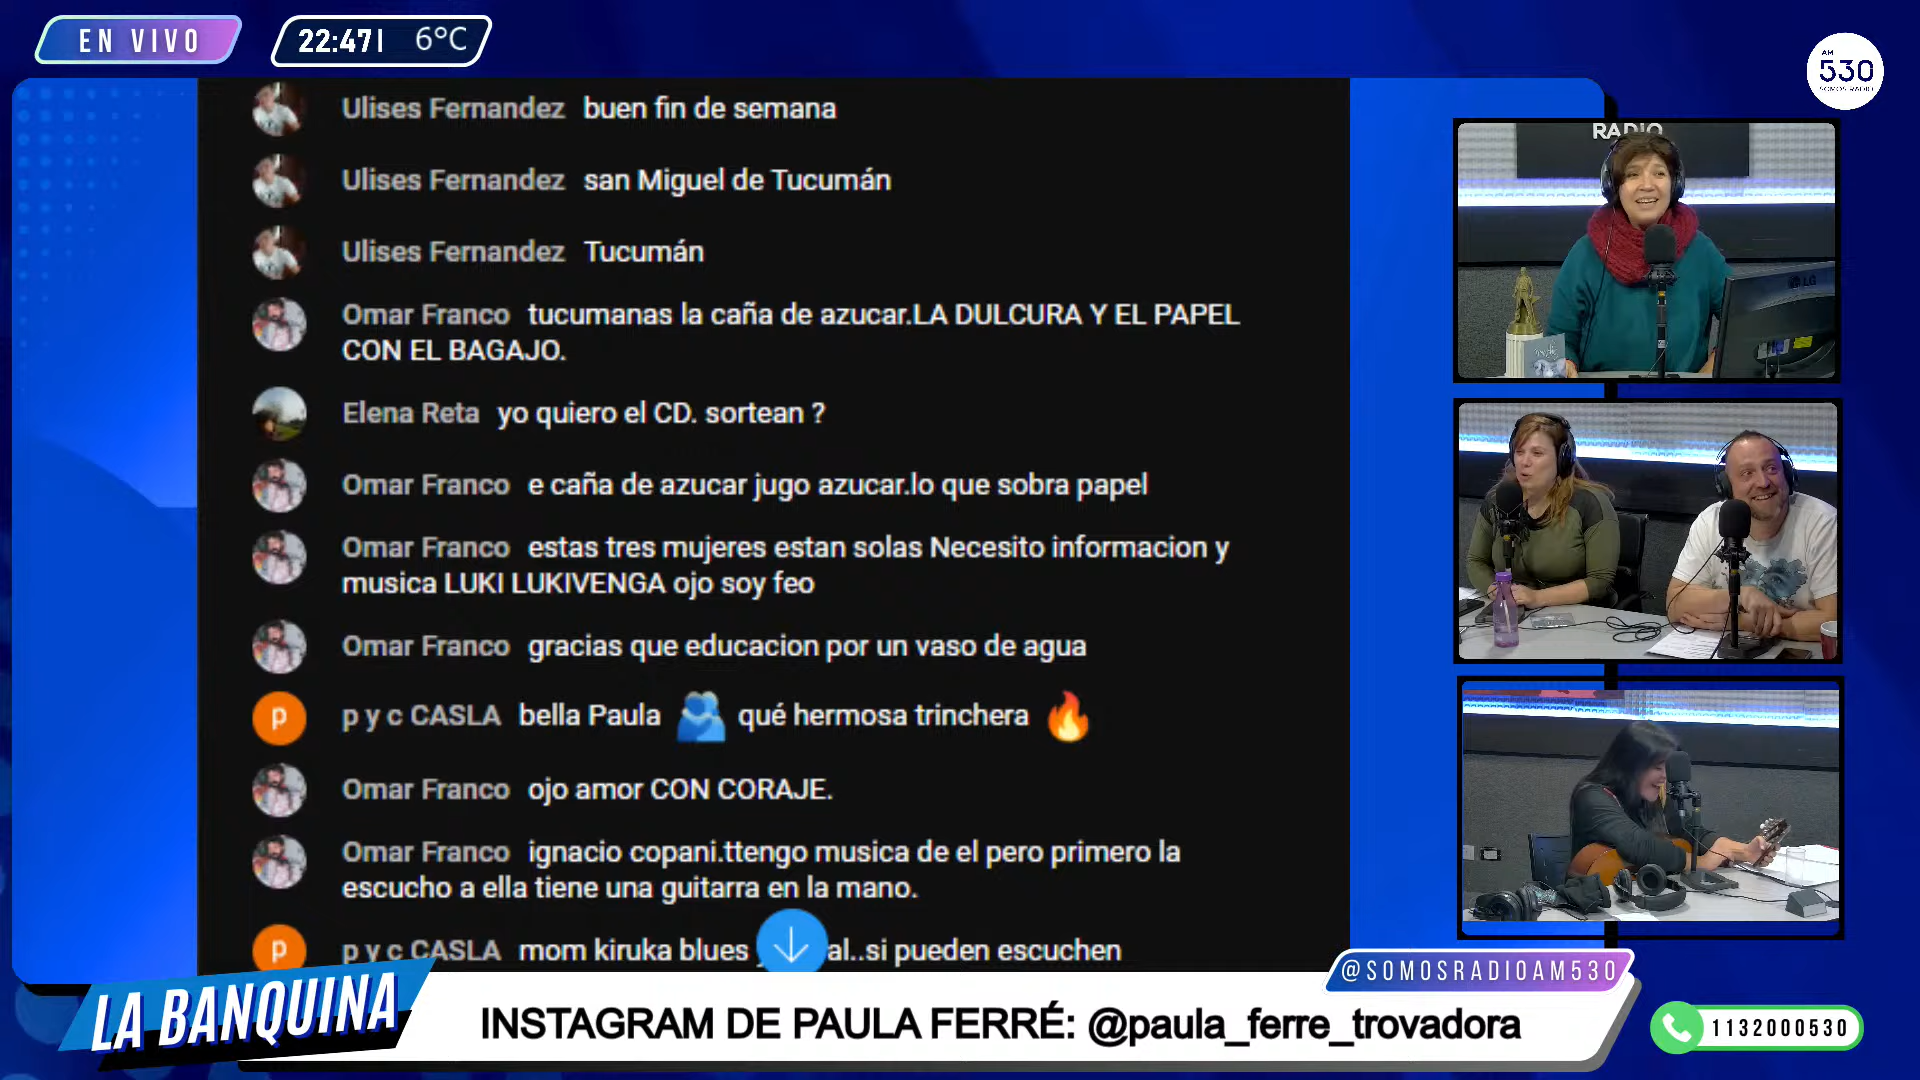 EN VIVO
22:47 6°C
AM
530
SOMOS RADIO
Ulises Fernandez buen fin de semana
Ulises Fernandez san Miguel de Tucumán
Ulises Fernandez Tucumán
Omar Franco tucumanas la caña de azucar.LA DULCURA Y EL PAPEL
CON EL BAGAJO.
Elena Reta yo quiero el CD. sortean ?
Omar Franco e caña de azucar jugo azucar.lo que sobra papel
Omar Franco estas tres mujeres estan solas Necesito informacion y
musica LUKI LUKIVENGA ojo soy feo
Omar Franco gracias que educacion por un vaso de agua
P
p y c CASLA bella Paula 🫂 qué hermosa trinchera 🔥
Omar Franco ojo amor CON CORAJE.
Omar Franco ignacio copani.ttengo musica de el pero primero la
escucho a ella tiene una guitarra en la mano.
P
p y c CASLA mom kiruka blues al..si pueden escuchen
RADIO
LG
@SOMOSRADIOAM530
LA BANQUINA
INSTAGRAM DE PAULA FERRÉ: @paula_ferre_trovadora
1132000530